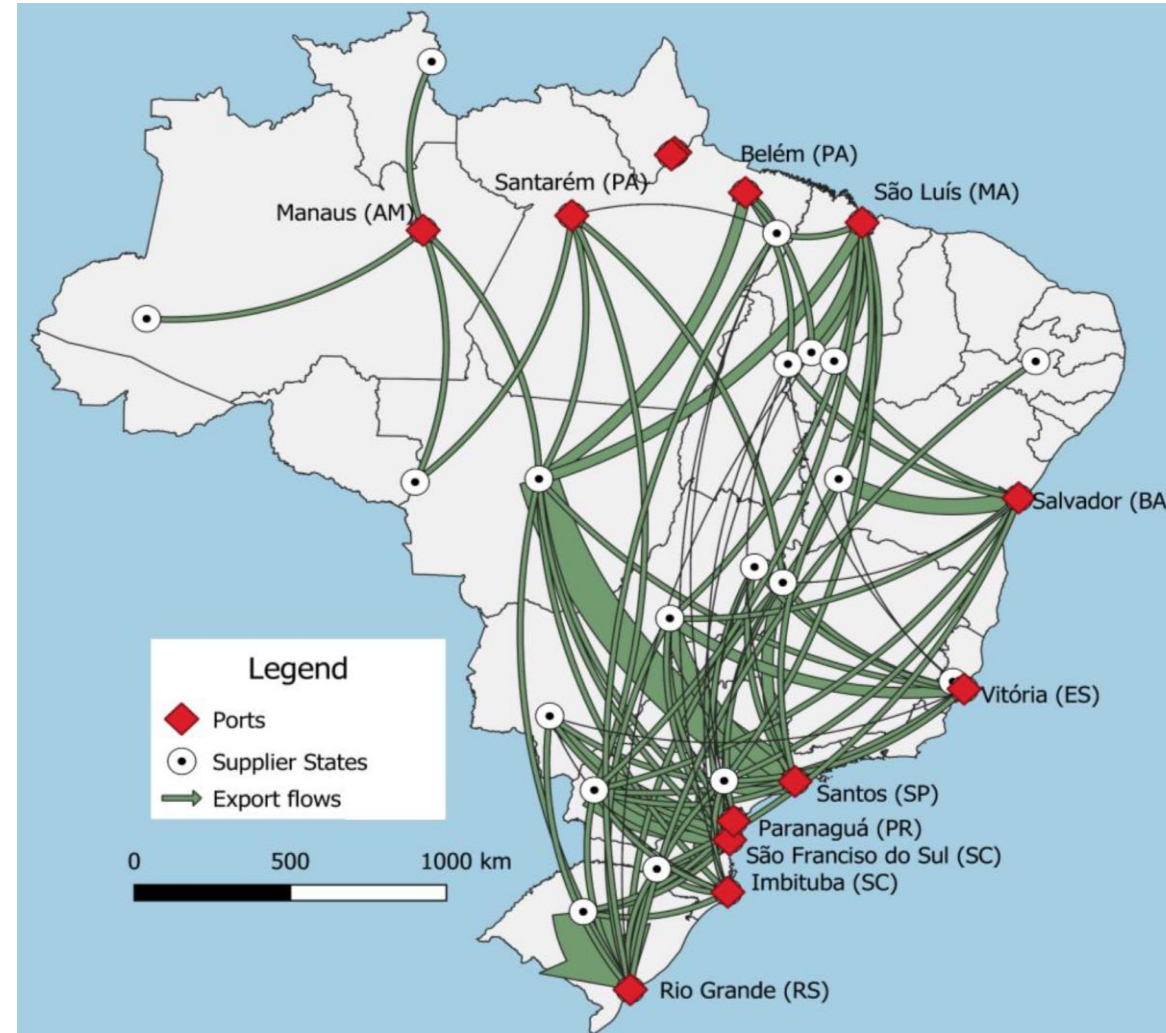 Belém (PA)
Santarém (PA)
São Luís (MA)
Manaus (AM)
Salvador (BA
Legend
Ports
Supplier States
Export flows
Vitória (ES)
Santos (SP)
Paranaguá (PR)
São Franciso do Sul (SC)
Imbituba (SC)
0 500 1000 km
Rio Grande (RS)